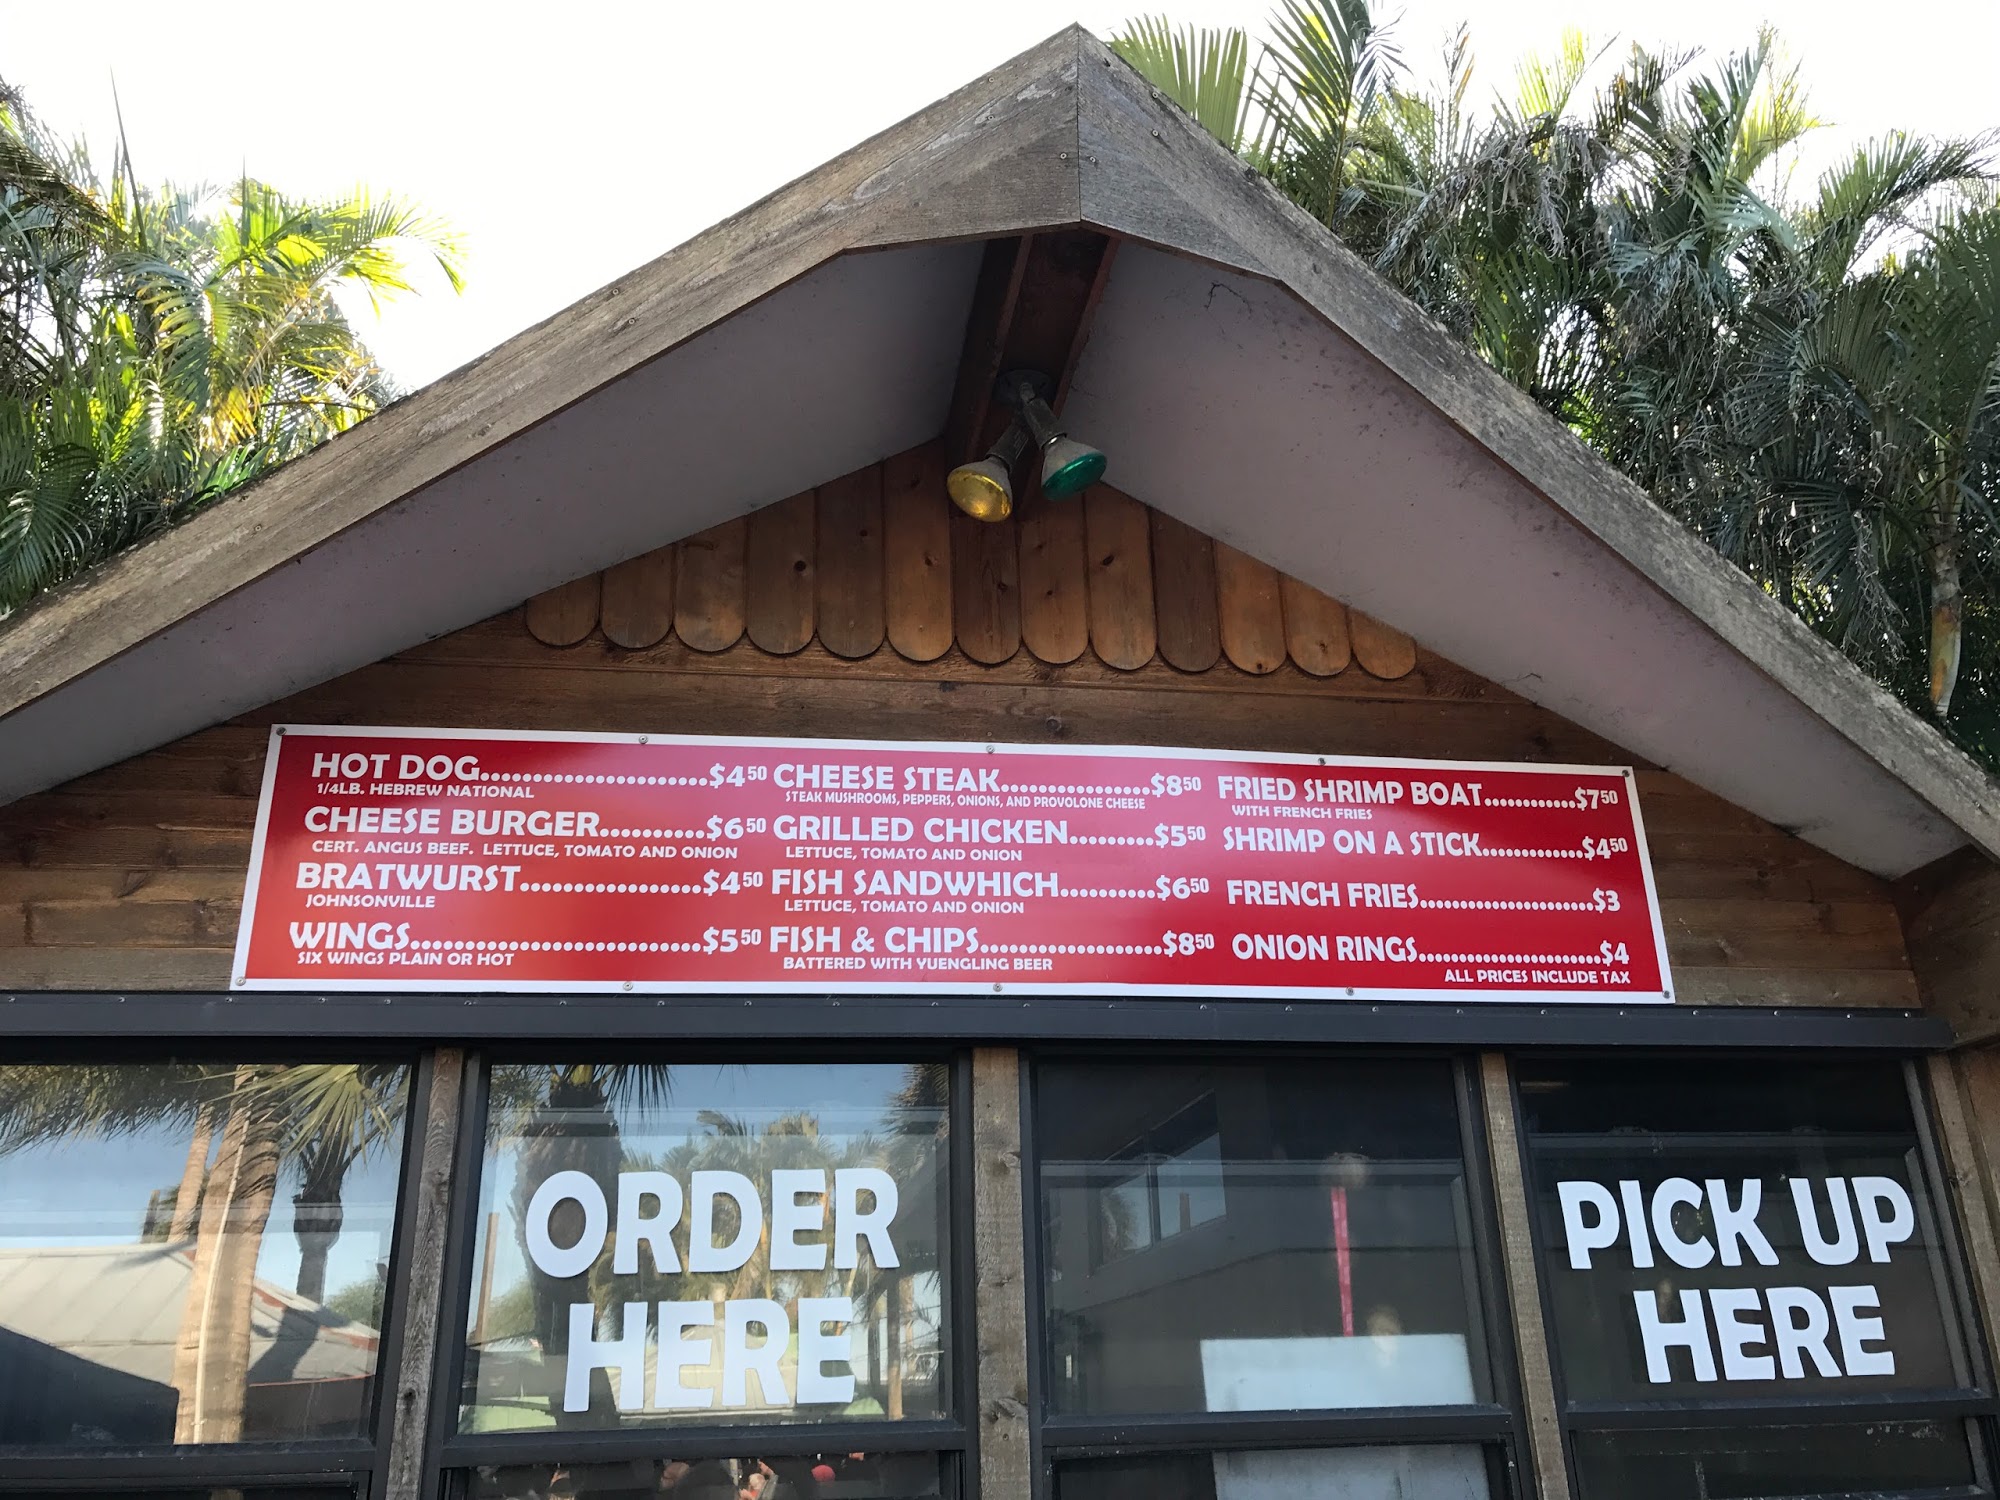 HOT DOG.......................$4.50
1/4LB. HEBREW NATIONAL
CHEESE BURGER..........$6.50
CERT. ANGUS BEEF. LETTUCE, TOMATO AND ONION
BRATWURST..................$4.50
JOHNSONVILLE
WINGS............................$5.50
SIX WINGS PLAIN OR HOT
CHEESE STEAK.................$8.50
STEAK MUSHROOMS, PEPPERS, ONIONS, AND PROVOLONE CHEESE
GRILLED CHICKEN.........$5.50
LETTUCE, TOMATO AND ONION
FISH SANDWHICH..........$6.50
LETTUCE, TOMATO AND ONION
FISH & CHIPS....................$8.50
BATTERED WITH YUENGLING BEER
FRIED SHRIMP BOAT............$7.50
WITH FRENCH FRIES
SHRIMP ON A STICK.............$4.50
FRENCH FRIES.......................$3
ONION RINGS........................$4
ALL PRICES INCLUDE TAX
ORDER
HERE
PICK UP
HERE